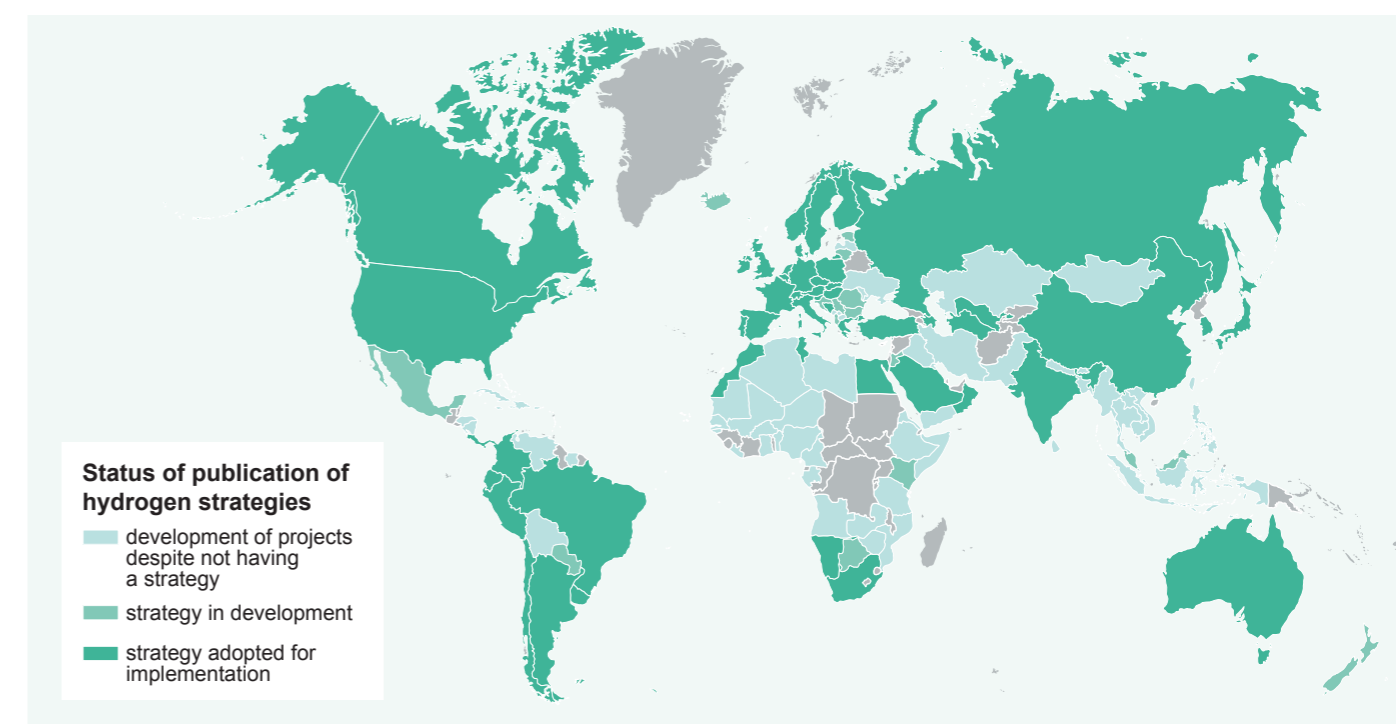 Status of publication of
hydrogen strategies
development of projects
despite not having
a strategy
strategy in development
strategy adopted for
implementation